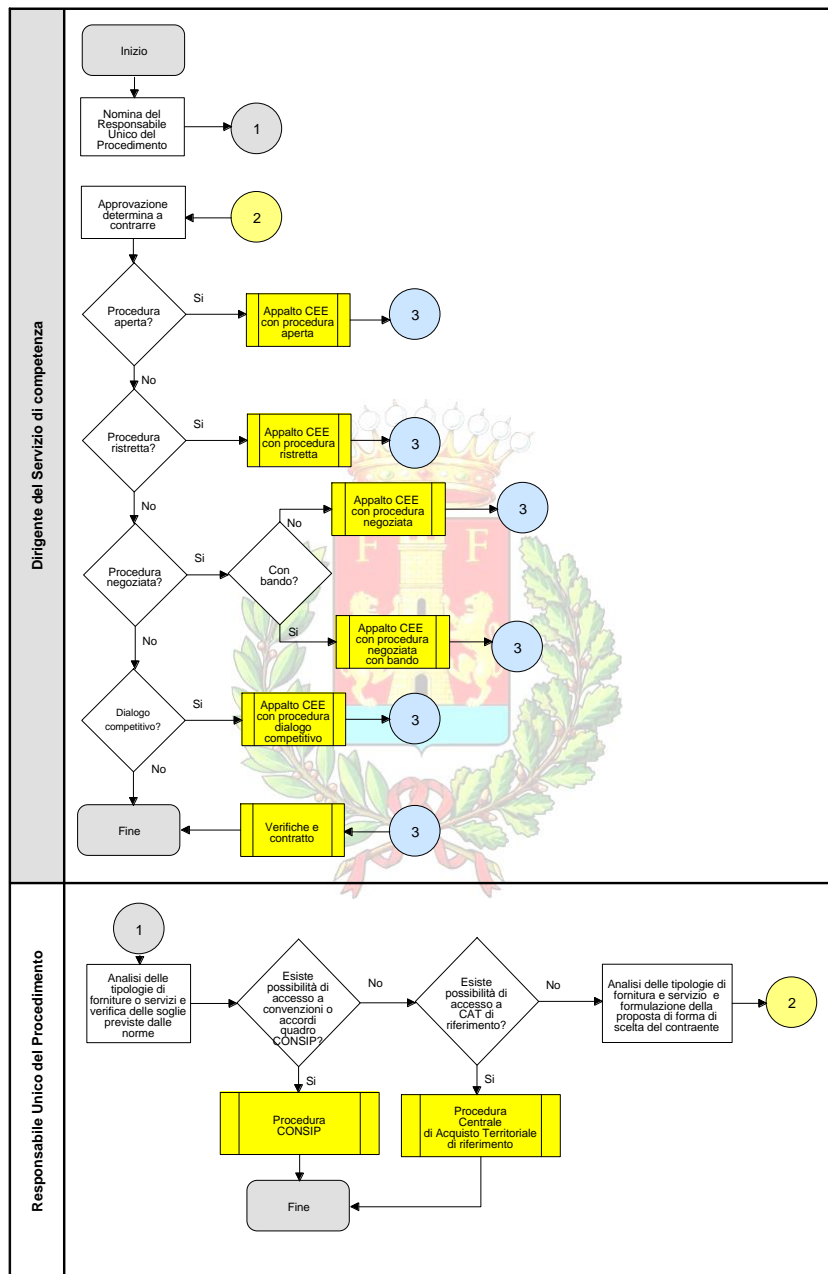 Dirigente del Servizio di competenza
Inizio
Nomina del
Responsabile
Unico del
Procedimento
1
Approvazione
determina a
contrarre
2
Procedura
aperta?
Si
Appalto CEE
con procedura
aperta
3
No
Procedura
ristretta?
Si
Appalto CEE
con procedura
ristretta
3
No
Procedura
negoziata?
Si
Con
bando?
No
Appalto CEE
con procedura
negoziata
3
F
F
Si
Appalto CEE
con procedura
negoziata
con bando
3
No
Dialogo
competitivo?
Si
Appalto CEE
con procedura
dialogo
competitivo
3
No
Fine
Verifiche e
contratto
3
Responsabile Unico del Procedimento
1
Analisi delle
tipologie di
forniture o servizi e
verifica delle soglie
previste dalle
norme
Esiste
possibilità di
accesso a
convenzioni o
accordi
quadro
CONSIP?
No
Esiste
possibilità di
accesso a
CAT di
riferimento?
No
Analisi delle tipologie di
fornitura e servizio e
formulazione della
proposta di forma di
scelta del contraente
2
Si
Si
Procedura
CONSIP
Procedura
Centrale
di Acquisto Territoriale
di riferimento
Fine